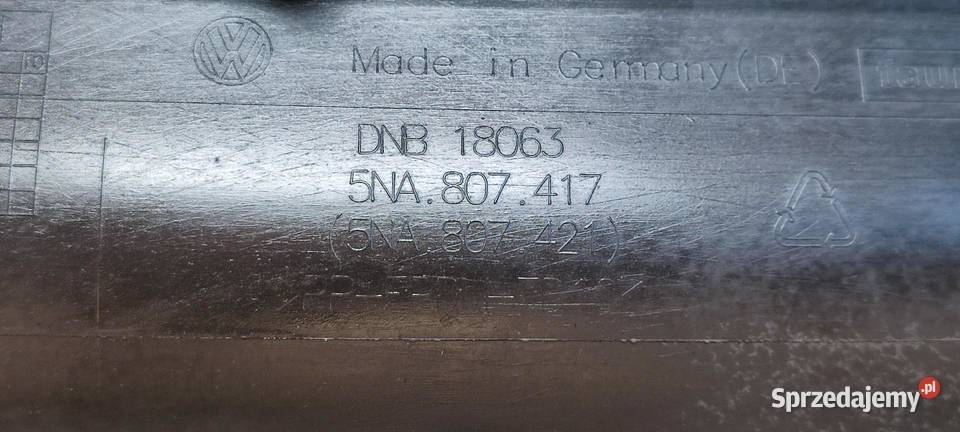 Made in Germany(DE)
DNB 18063
5NA.807.417
(5NA.807.421)
Sprzedajemy.pl